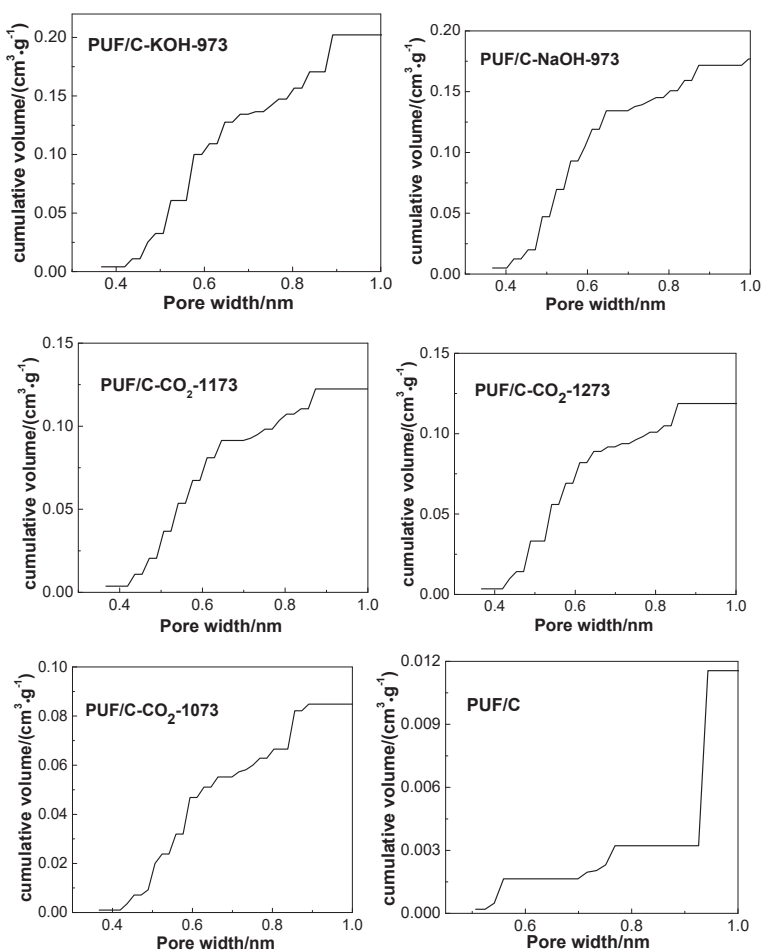 PUF/C-KOH-973
cumulative volume/(cm³·g⁻¹)
0.20
0.15
0.10
0.05
0.00
0.4 0.6 0.8 1.0
Pore width/nm
PUF/C-NaOH-973
cumulative volume/(cm³·g⁻¹)
0.20
0.15
0.10
0.05
0.00
0.4 0.6 0.8 1.0
Pore width/nm
PUF/C-CO₂-1173
cumulative volume/(cm³·g⁻¹)
0.15
0.10
0.05
0.00
0.4 0.6 0.8 1.0
Pore width/nm
PUF/C-CO₂-1273
cumulative volume/(cm³·g⁻¹)
0.15
0.10
0.05
0.00
0.4 0.6 0.8 1.0
Pore width/nm
PUF/C-CO₂-1073
cumulative volume/(cm³·g⁻¹)
0.10
0.08
0.06
0.04
0.02
0.00
0.4 0.6 0.8 1.0
Pore width/nm
PUF/C
cumulative volume/(cm³·g⁻¹)
0.012
0.009
0.006
0.003
0.000
0.6 0.8 1.0
Pore width/nm